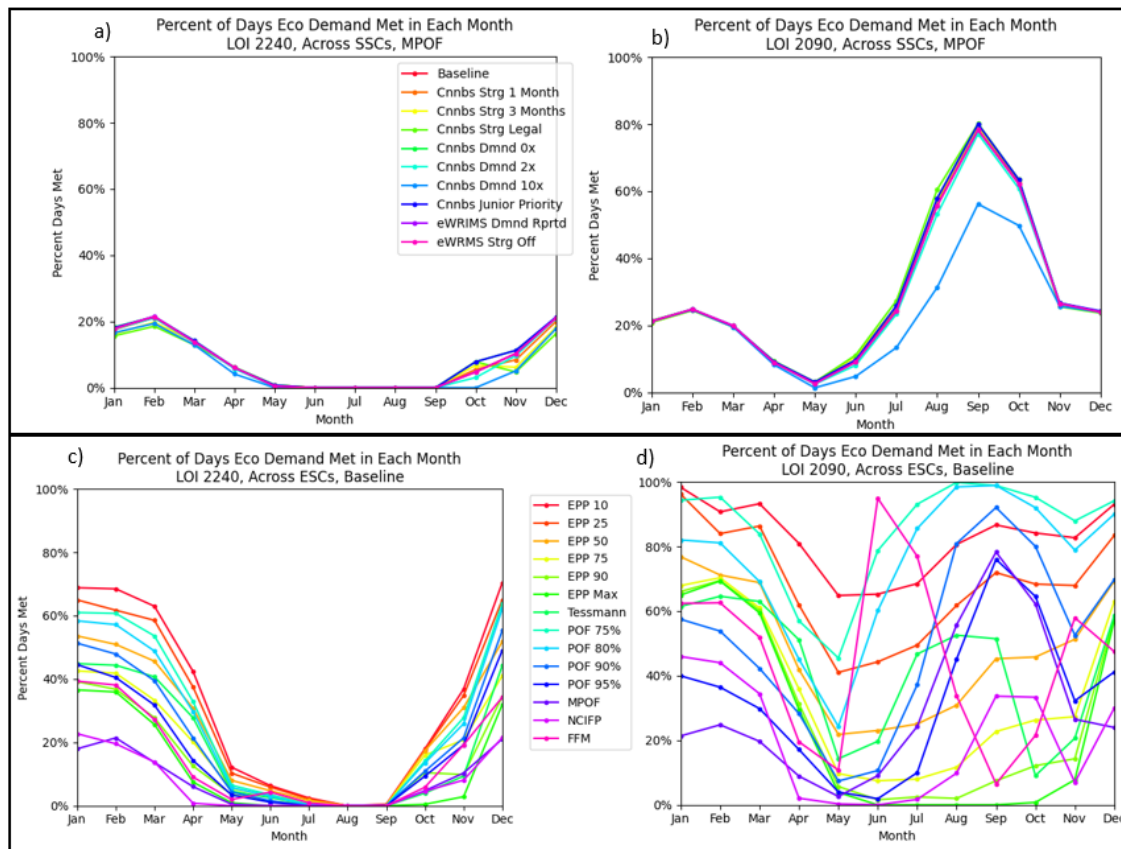 a)
Percent of Days Eco Demand Met in Each Month
LOI 2240, Across SSCs, MPOF
100%
80%
60%
40%
20%
0%
Percent Days Met
Jan Feb Mar Apr May Jun Jul Aug Sep Oct Nov Dec
Month
Baseline
Cnnbs Strg 1 Month
Cnnbs Strg 3 Months
Cnnbs Strg Legal
Cnnbs Dmnd 0x
Cnnbs Dmnd 2x
Cnnbs Dmnd 10x
Cnnbs Junior Priority
eWRIMS Dmnd Rprtd
eWRMS Strg Off
b)
Percent of Days Eco Demand Met in Each Month
LOI 2090, Across SSCs, MPOF
100%
80%
60%
40%
20%
0%
Percent Days Met
Jan Feb Mar Apr May Jun Jul Aug Sep Oct Nov Dec
Month
c)
Percent of Days Eco Demand Met in Each Month
LOI 2240, Across ESCs, Baseline
100%
80%
60%
40%
20%
0%
Percent Days Met
Jan Feb Mar Apr May Jun Jul Aug Sep Oct Nov Dec
Month
EPP 10
EPP 25
EPP 50
EPP 75
EPP 90
EPP Max
Tessmann
POF 75%
POF 80%
POF 90%
POF 95%
MPOF
NCIFP
FFM
d)
Percent of Days Eco Demand Met in Each Month
LOI 2090, Across ESCs, Baseline
100%
80%
60%
40%
20%
0%
Percent Days Met
Jan Feb Mar Apr May Jun Jul Aug Sep Oct Nov Dec
Month